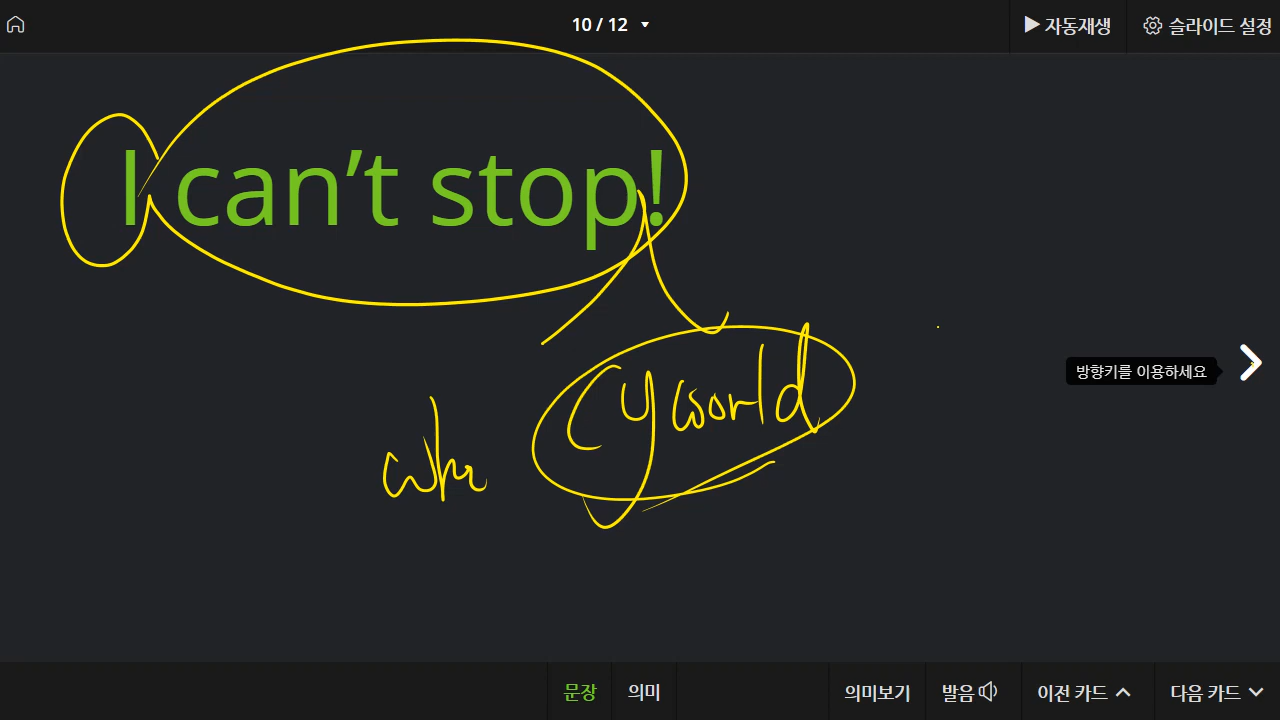 10 / 12
자동재생
슬라이드 설정
I can’t stop!
방향키를 이용하세요
cyworld
문장
의미
의미보기
발음
이전 카드
다음 카드